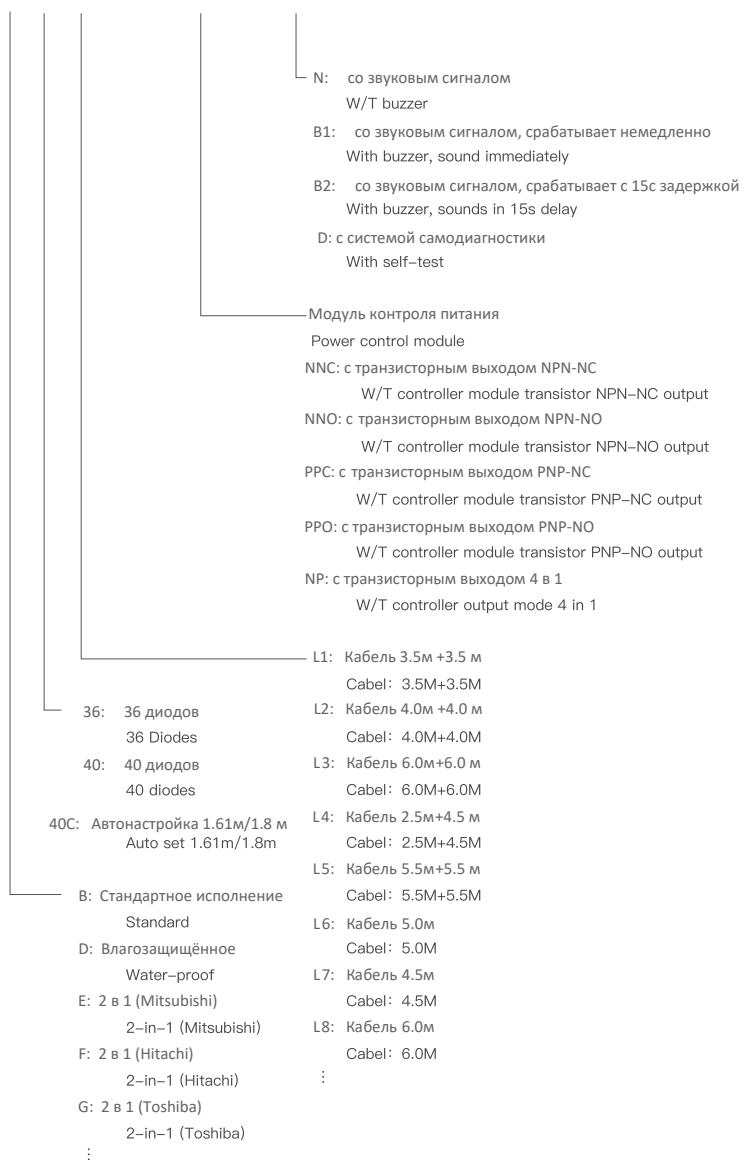 N: со звуковым сигналом
W/T buzzer
B1: со звуковым сигналом, срабатывает немедленно
With buzzer, sound immediately
B2: со звуковым сигналом, срабатывает с 15с задержкой
With buzzer, sounds in 15s delay
D: с системой самодиагностики
With self-test
Модуль контроля питания
Power control module
NNC: с транзисторным выходом NPN-NC
W/T controller module transistor NPN-NC output
NNO: с транзисторным выходом NPN-NO
W/T controller module transistor NPN-NO output
PPC: с транзисторным выходом PNP-NC
W/T controller module transistor PNP-NC output
PPO: с транзисторным выходом PNP-NO
W/T controller module transistor PNP-NO output
NP: с транзисторным выходом 4 в 1
W/T controller output mode 4 in 1
L1: Кабель 3.5м +3.5 м
Cabel: 3.5M+3.5M
L2: Кабель 4.0м +4.0 м
Cabel: 4.0M+4.0M
L3: Кабель 6.0м+6.0 м
Cabel: 6.0M+6.0M
L4: Кабель 2.5м+4.5 м
Cabel: 2.5M+4.5M
L5: Кабель 5.5м+5.5 м
Cabel: 5.5M+5.5M
L6: Кабель 5.0м
Cabel: 5.0M
L7: Кабель 4.5м
Cabel: 4.5M
L8: Кабель 6.0м
Cabel: 6.0M
⋮
36: 36 диодов
36 Diodes
40: 40 диодов
40 diodes
40C: Автонастройка 1.61м/1.8 м
Auto set 1.61m/1.8m
B: Стандартное исполнение
Standard
D: Влагозащищённое
Water-proof
E: 2 в 1 (Mitsubishi)
2-in-1 (Mitsubishi)
F: 2 в 1 (Hitachi)
2-in-1 (Hitachi)
G: 2 в 1 (Toshiba)
2-in-1 (Toshiba)
⋮